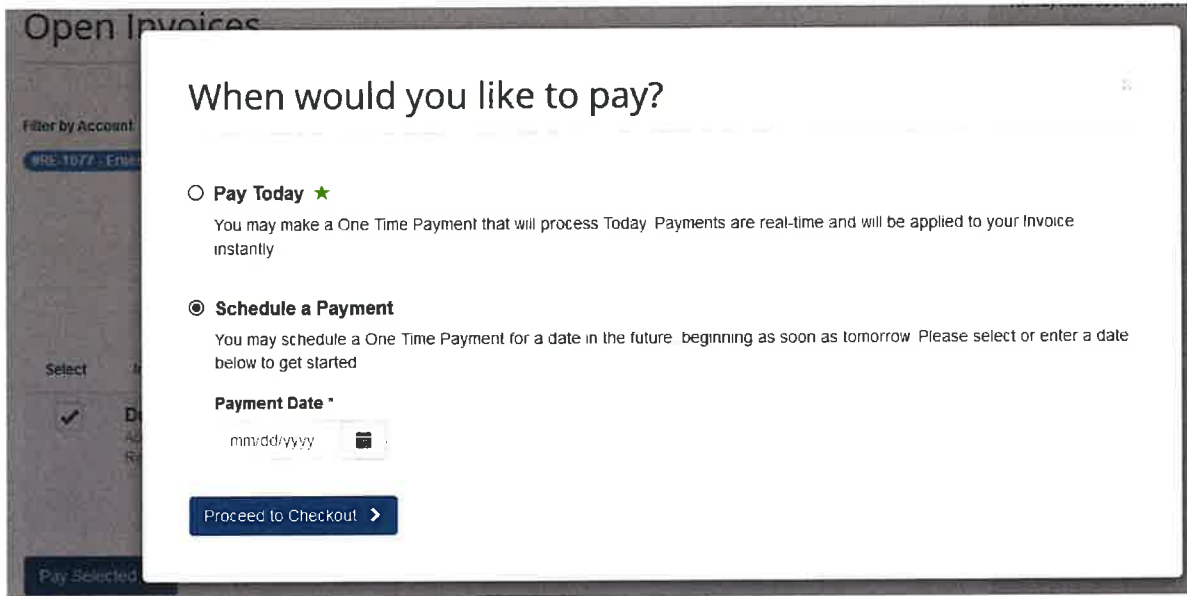 Open Invoices
When would you like to pay?
Filter by Account
#RE-1077 -
Pay Today
You may make a One Time Payment that will process Today Payments are real-time and will be applied to your Invoice
instantly
Schedule a Payment
You may schedule a One Time Payment for a date in the future beginning as soon as tomorrow Please select or enter a date
below to get started
Select
Payment Date *
mm/dd/yyyy
Proceed to Checkout
Pay Selected